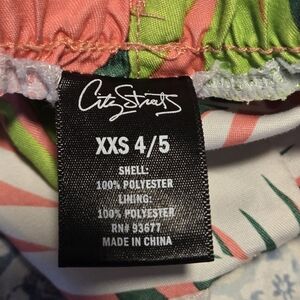 City Streets
XXS 4/5
SHELL:
100% POLYESTER
LINING:
100% POLYESTER
RN# 93677
MADE IN CHINA